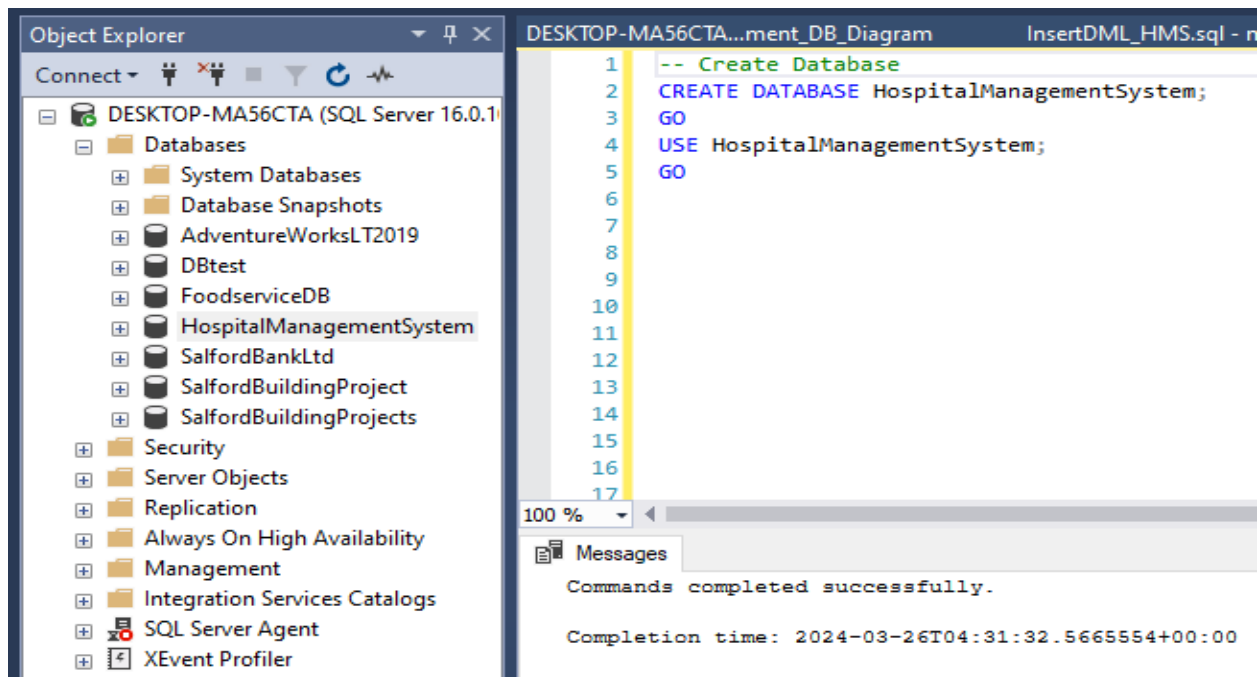 Object Explorer
Connect
DESKTOP-MA56CTA (SQL Server 16.0.1
Databases
System Databases
Database Snapshots
AdventureWorksLT2019
DBtest
FoodserviceDB
HospitalManagementSystem
SalfordBankLtd
SalfordBuildingProject
SalfordBuildingProjects
Security
Server Objects
Replication
Always On High Availability
Management
Integration Services Catalogs
SQL Server Agent
XEvent Profiler
DESKTOP-MA56CTA...ment_DB_Diagram InsertDML_HMS.sql -
1 -- Create Database
2 CREATE DATABASE HospitalManagementSystem;
3 GO
4 USE HospitalManagementSystem;
5 GO
6
7
8
9
10
11
12
13
14
15
16
17
100 %
Messages
Commands completed successfully.
Completion time: 2024-03-26T04:31:32.5665554+00:00